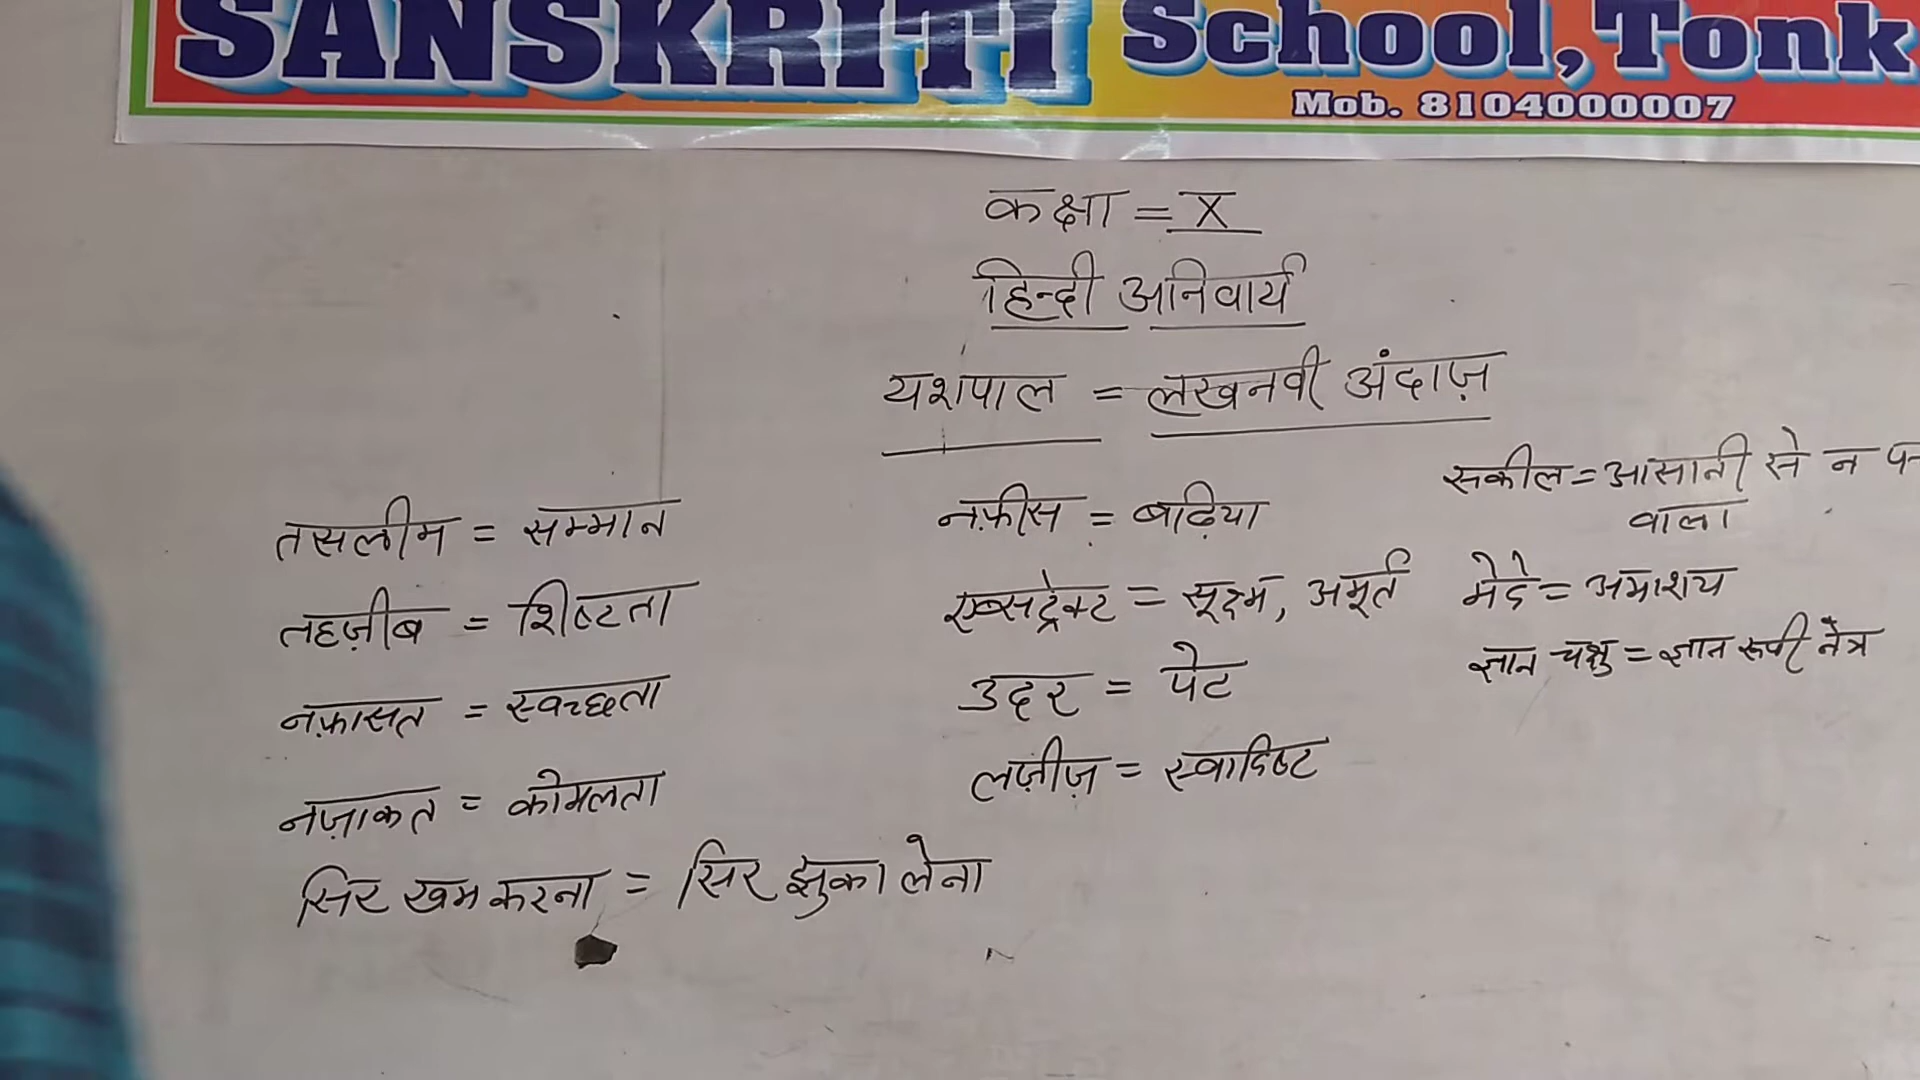 SANSKRITI School, Tonk
Mob. 8104000007
कक्षा = X
हिन्दी अनिवार्य
यशपाल = लखनवी अंदाज़
तसलीम = सम्मान
तहज़ीब = शिष्टता
नफ़ासत = स्वच्छता
नज़ाकत = कोमलता
सिर खम करना = सिर झुका लेना
नफ़ीस = बढ़िया
एब्सट्रेक्ट = सूक्ष्म, अमूर्त
उदर = पेट
लज़ीज़ = स्वादिष्ट
सकील = आसानी से न
वाला
मेदे = अमाशय
ज्ञान चक्षु = ज्ञान रूपी नेत्र